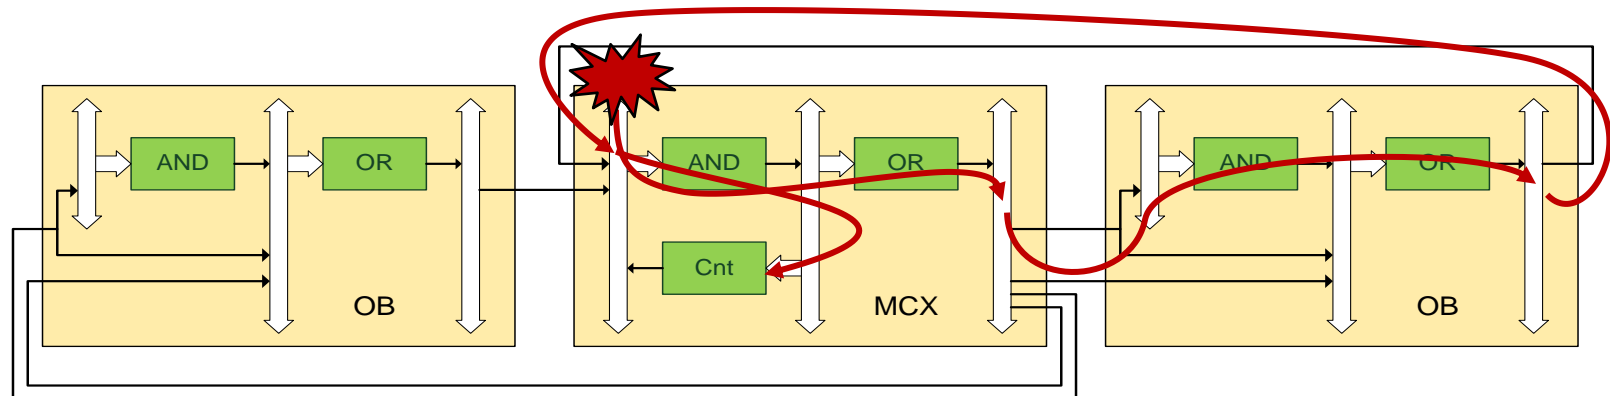 AND
OR
OB
AND
OR
Cnt
MCX
AND
OR
OB